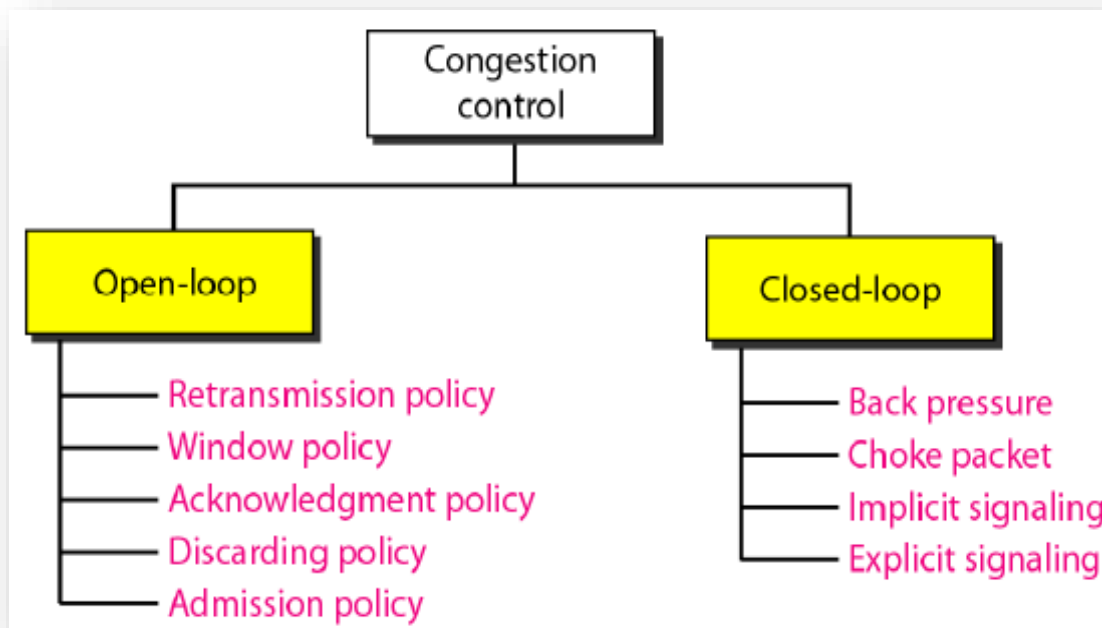 Congestion
control
Open-loop
Closed-loop
Retransmission policy
Window policy
Acknowledgment policy
Discarding policy
Admission policy
Back pressure
Choke packet
Implicit signaling
Explicit signaling